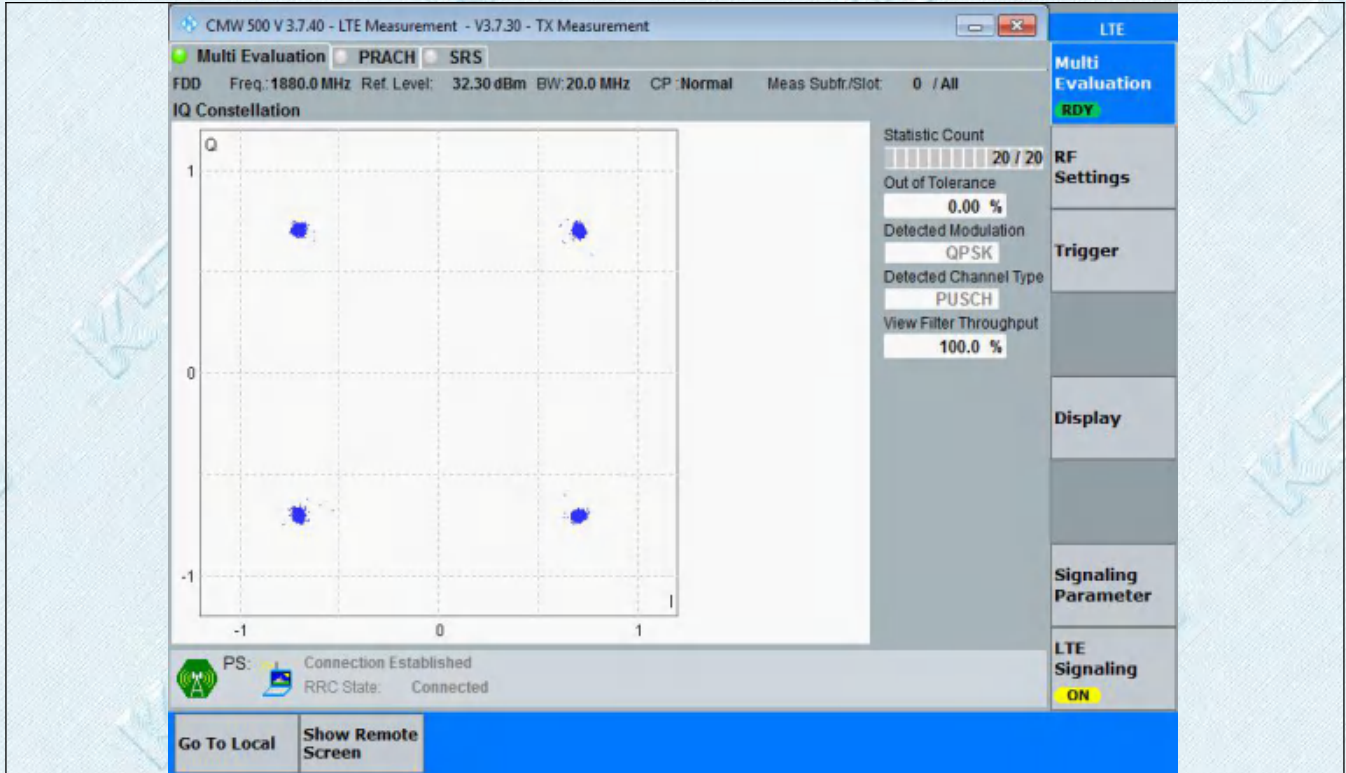 CMW 500 V 3.7.40 - LTE Measurement - V3.7.30 - TX Measurement
LTE
Multi Evaluation PRACH SRS
FDD Freq.: 1880.0 MHz Ref. Level: 32.30 dBm BW: 20.0 MHz CP :Normal Meas Subfr./Slot: 0 / All
IQ Constellation
Q
1
0
-1
I
-1 0 1
Statistic Count
20 / 20
Out of Tolerance
0.00 %
Detected Modulation
QPSK
Detected Channel Type
PUSCH
View Filter Throughput
100.0 %
Multi
Evaluation
RDY
RF
Settings
Trigger
Display
Signaling
Parameter
LTE
Signaling
ON
PS: Connection Established
RRC State: Connected
Go To Local
Show Remote
Screen